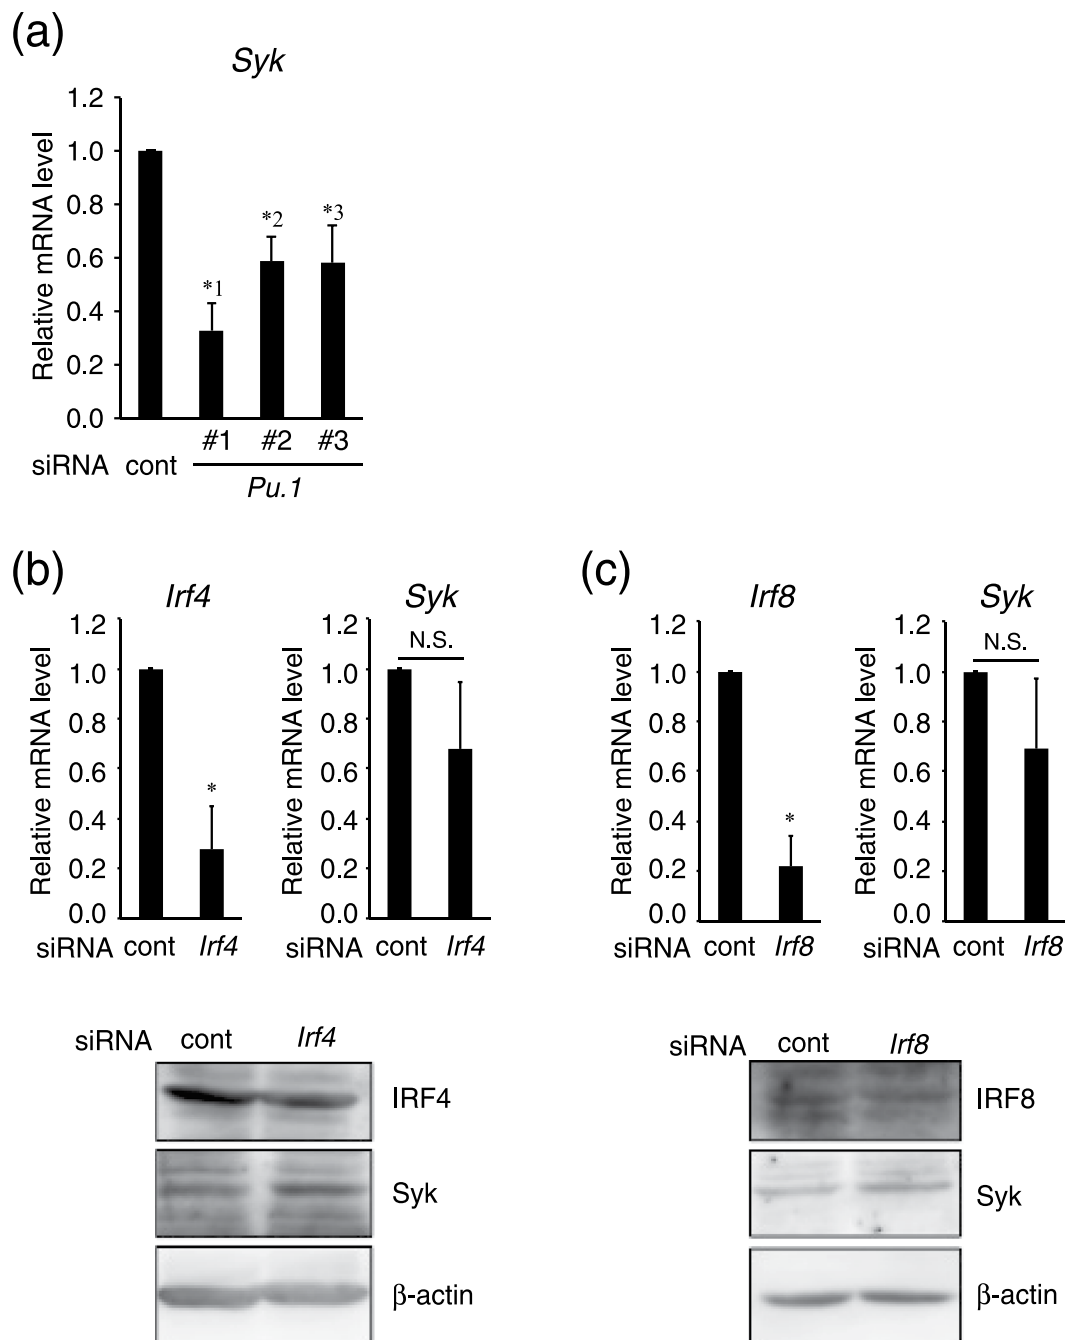 (a)
Syk
Relative mRNA level
1.2
1.0
0.8
0.6
0.4
0.2
0.0
*1
*2
*3
#1 #2 #3
siRNA cont
Pu.1
(b)
Irf4
Relative mRNA level
1.2
1.0
0.8
0.6
0.4
0.2
0.0
*
siRNA cont Irf4
Syk
Relative mRNA level
1.2
1.0
0.8
0.6
0.4
0.2
0.0
N.S.
siRNA cont Irf4
siRNA cont Irf4
IRF4
Syk
β-actin
(c)
Irf8
Relative mRNA level
1.2
1.0
0.8
0.6
0.4
0.2
0.0
*
siRNA cont Irf8
Syk
Relative mRNA level
1.2
1.0
0.8
0.6
0.4
0.2
0.0
N.S.
siRNA cont Irf8
siRNA cont Irf8
IRF8
Syk
β-actin